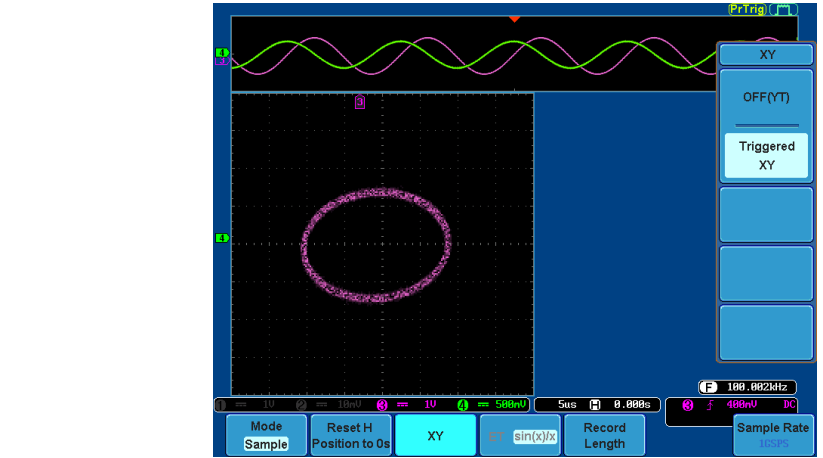 PrTrig
XY
4
OFF(YT)
3
Triggered
XY
4
F 100.002kHz
1 1V 2 10mV 3 1V 4 500mV 5us H 0.000s 3 400mV DC
Mode
Sample
Reset H
Position to 0s
XY
ET sin(x)/x
Record
Length
Sample Rate
1GSPS